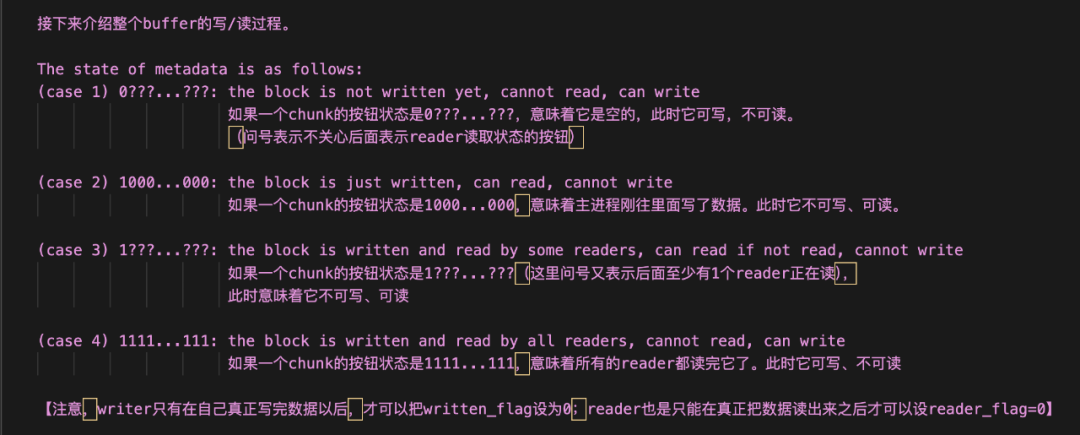 接下来介绍整个buffer的写/读过程。
The state of metadata is as follows:
(case 1) 0???...???: the block is not written yet, cannot read, can write
如果一个chunk的按钮状态是0???...???，意味着它是空的，此时它可写，不可读。
（问号表示不关心后面表示reader读取状态的按钮）
(case 2) 1000...000: the block is just written, can read, cannot write
如果一个chunk的按钮状态是1000...000，意味着主进程刚往里面写了数据。此时它不可写、可读。
(case 3) 1???...???: the block is written and read by some readers, can read if not read, cannot write
如果一个chunk的按钮状态是1???...???（这里问号又表示后面至少有1个reader正在读），
此时意味着它不可写、可读
(case 4) 1111...111: the block is written and read by all readers, cannot read, can write
如果一个chunk的按钮状态是1111...111，意味着所有的reader都读完它了。此时它可写、不可读
【注意，writer只有在自己真正写完数据以后，才可以把written_flag设为0；reader也是只能在真正把数据读出来之后才可以设reader_flag=0】